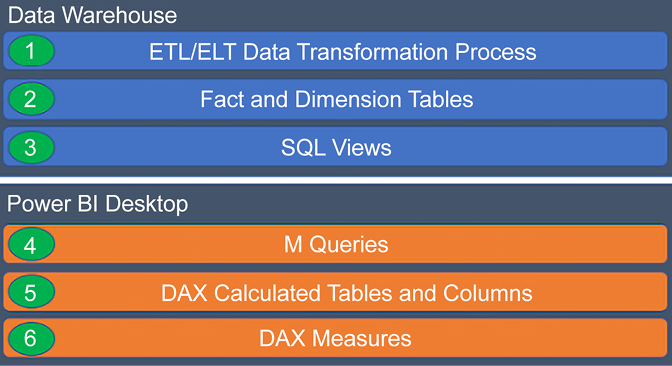 Data Warehouse
1 ETL/ELT Data Transformation Process
2 Fact and Dimension Tables
3 SQL Views
Power BI Desktop
4 M Queries
5 DAX Calculated Tables and Columns
6 DAX Measures